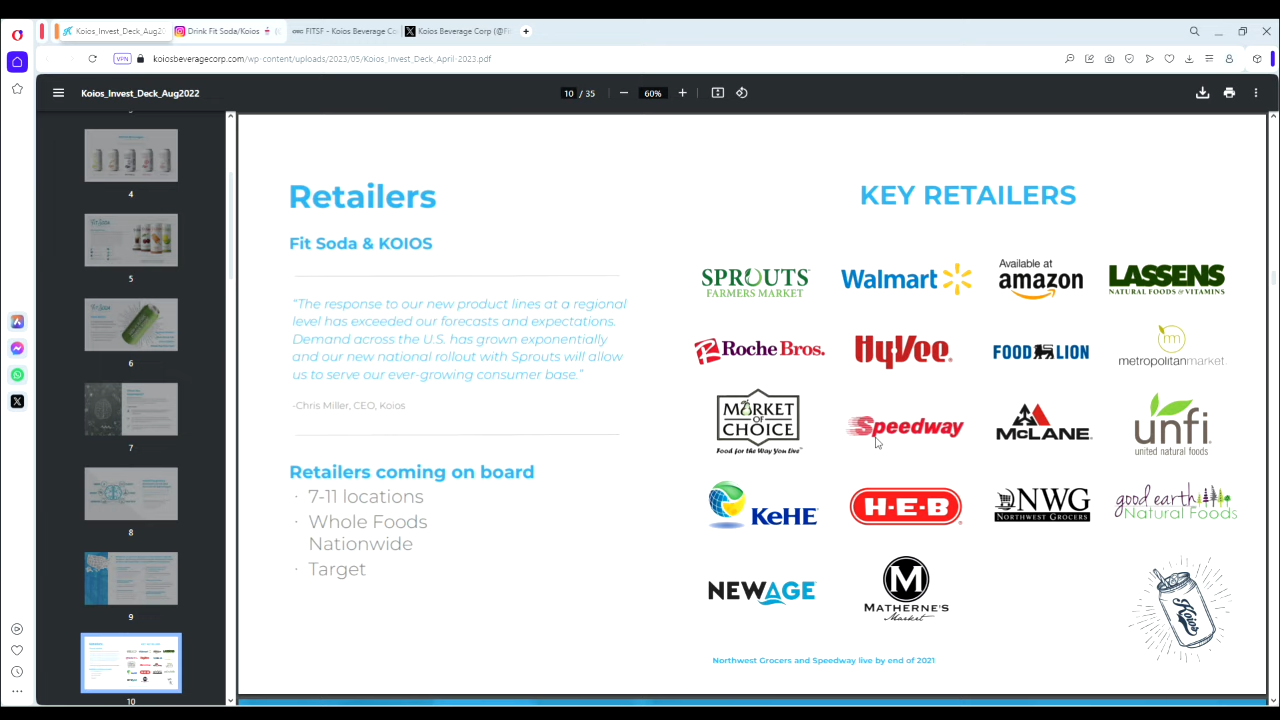 Koios_Invest_Deck_Aug20
Drink Fit Soda/Koios
FITSF - Koios Beverage Co
Koios Beverage Corp (@Fi
VPN
koiosbeveragecorp.com/wp-content/uploads/2023/05/Koios_Invest_Deck_April-2023.pdf
Koios_Invest_Deck_Aug2022
10 / 35
60%
4
5
6
7
8
9
10
Retailers
Fit Soda & KOIOS
“The response to our new product lines at a regional
level has exceeded our forecasts and expectations.
Demand across the U.S. has grown exponentially
and our new national rollout with Sprouts will allow
us to serve our ever-growing consumer base.”
-Chris Miller, CEO, Koios
Retailers coming on board
· 7-11 locations
· Whole Foods
Nationwide
· Target
KEY RETAILERS
SPROUTS
FARMERS MARKET
Walmart
Available at
amazon
LASSENS
NATURAL FOODS & VITAMINS
Roche Bros.
HyVee
FOOD LION
m
metropolitan market.
MARKET
OF
CHOICE
Food for the Way You Live
Speedway
McLANE
unfi
united natural foods
KeHE
H-E-B
NWG
NORTHWEST GROCERS
good earth
Natural Foods
NEWAGE
M
MATHERNE'S
Market
Koios
Northwest Grocers and Speedway live by end of 2021